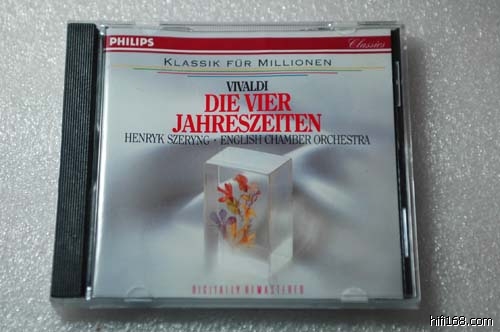 PHILIPS
Classics
KLASSIK FÜR MILLIONEN
VIVALDI
DIE VIER
JAHRESZEITEN
HENRYK SZERYNG · ENGLISH CHAMBER ORCHESTRA
DIGITALLY REMASTERED
hifi168.com